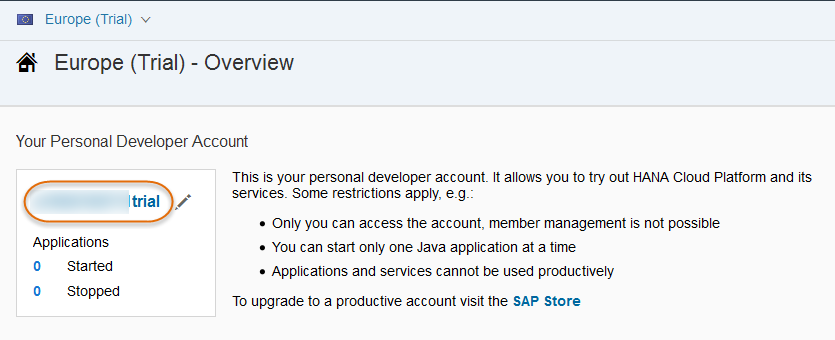 Europe (Trial)
Europe (Trial) - Overview
Your Personal Developer Account
trial
This is your personal developer account. It allows you to try out HANA Cloud Platform and its
services. Some restrictions apply, e.g.:
Only you can access the account, member management is not possible
You can start only one Java application at a time
Applications and services cannot be used productively
To upgrade to a productive account visit the SAP Store
Applications
0 Started
0 Stopped